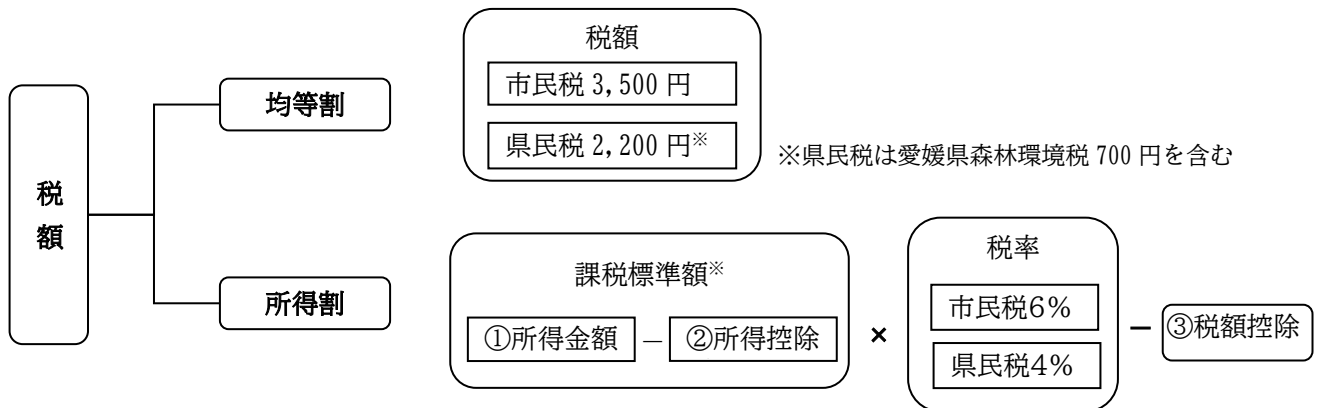 税額
均等割
税額
市民税 3,500 円
県民税 2,200 円※
※県民税は愛媛県森林環境税 700 円を含む
所得割
課税標準額※
①所得金額 － ②所得控除
×
税率
市民税6%
県民税4%
－
③税額控除